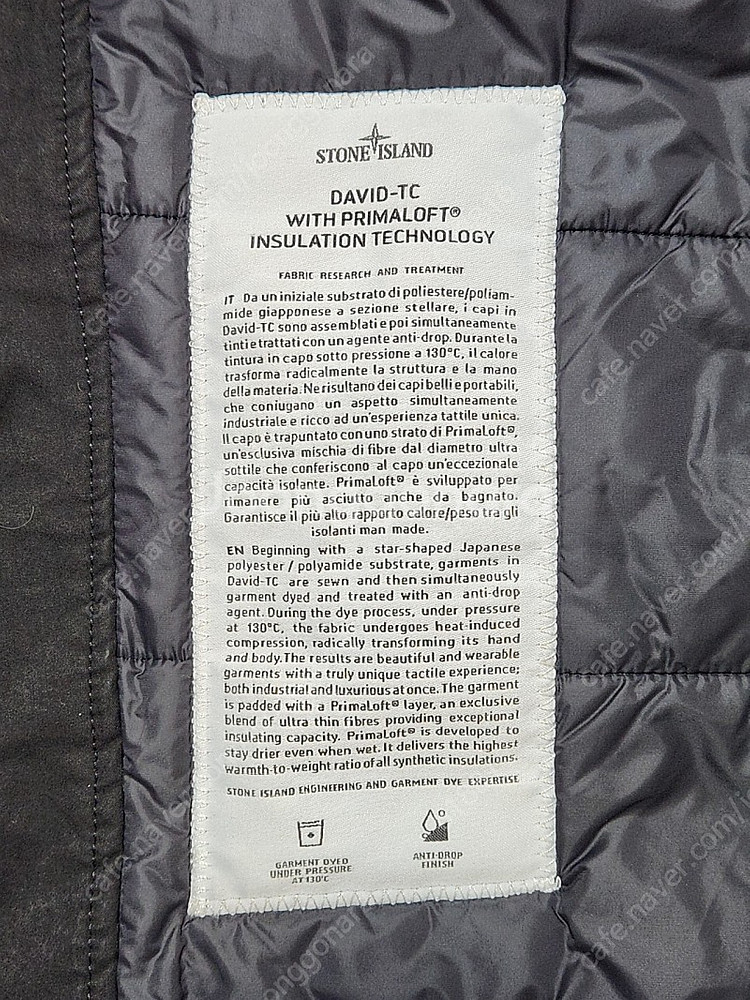 STONE ISLAND
DAVID-TC
WITH PRIMALOFT®
INSULATION TECHNOLOGY
FABRIC RESEARCH AND TREATMENT
IT Da un iniziale substrato di poliestere/poliam-
mide giapponese a sezione stellare, i capi in
David-TC sono assemblati e poi simultaneamente
tinti e trattati con un agente anti-drop. Durante la
tintura in capo sotto pressione a 130°C, il calore
trasforma radicalmente la struttura e la mano
della materia. Ne risultano dei capi belli e portabili,
che coniugano un aspetto simultaneamente
industriale e ricco ad un'esperienza tattile unica.
Il capo è trapuntato con uno strato di PrimaLoft®,
un'esclusiva mischia di fibre dal diametro ultra
sottile che conferiscono al capo un'eccezionale
capacità isolante. PrimaLoft® è sviluppato per
rimanere più asciutto anche da bagnato.
Garantisce il più alto rapporto calore/peso tra gli
isolanti man made.
EN Beginning with a star-shaped Japanese
polyester / polyamide substrate, garments in
David-TC are sewn and then simultaneously
garment dyed and treated with an anti-drop
agent. During the dye process, under pressure
at 130°C, the fabric undergoes heat-induced
compression, radically transforming its hand
and body. The results are beautiful and wearable
garments with a truly unique tactile experience;
both industrial and luxurious at once. The garment
is padded with a PrimaLoft® layer, an exclusive
blend of ultra thin fibres providing exceptional
insulating capacity. PrimaLoft® is developed to
stay drier even when wet. It delivers the highest
warmth-to-weight ratio of all synthetic insulations.
STONE ISLAND ENGINEERING AND GARMENT DYE EXPERTISE
GARMENT DYED
UNDER PRESSURE
AT 130°C
ANTI-DROP
FINISH
cafe.naver.com/